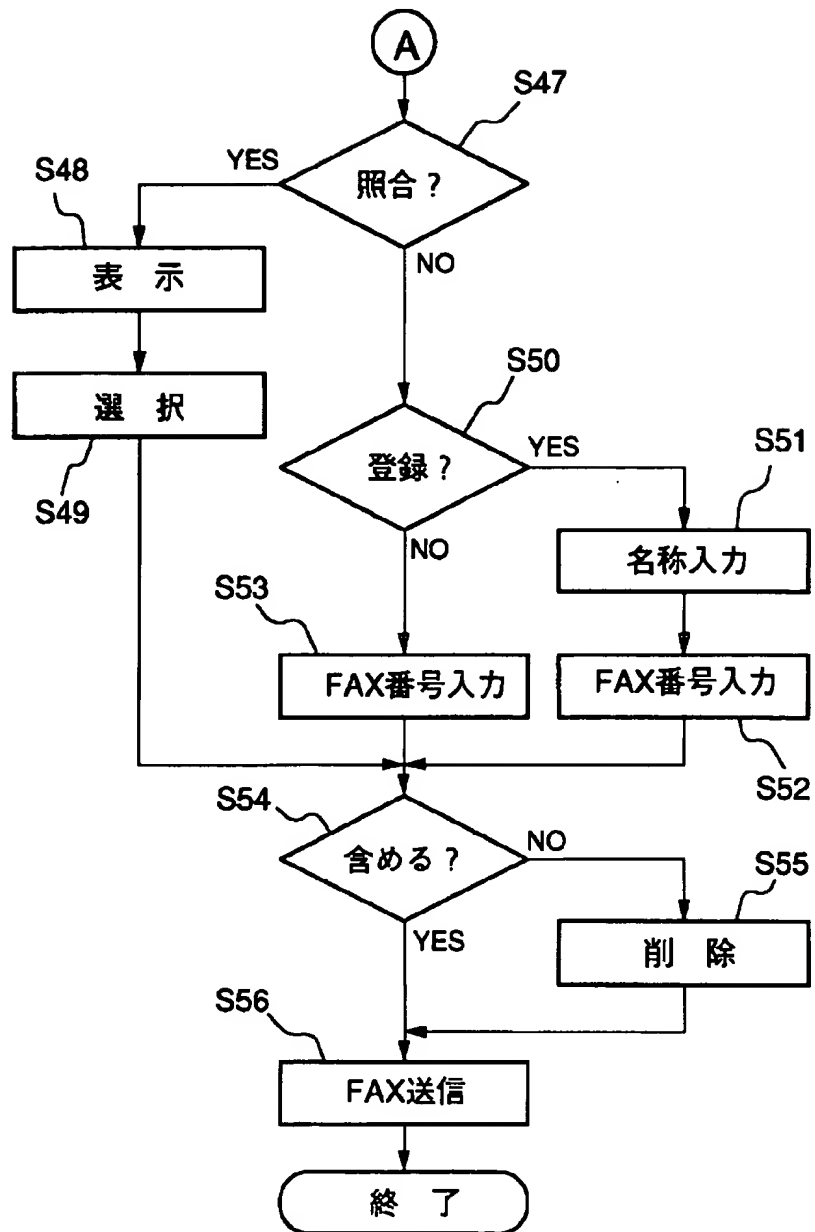 A
S47
照合？
YES
S48
NO
表 示
S50
選 択
登録？
YES
S51
S49
NO
名称入力
S53
FAX番号入力
FAX番号入力
S54
S52
含める？
NO
S55
YES
削 除
S56
FAX送信
終 了